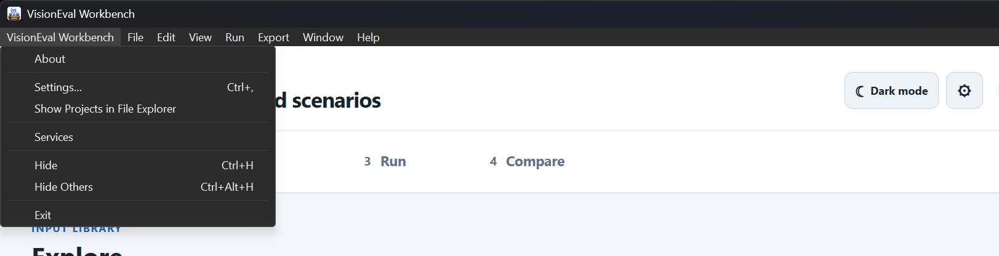 VisionEval Workbench
VisionEval Workbench File Edit View Run Export Window Help
About
Settings... Ctrl+,
Show Projects in File Explorer
Services
Hide Ctrl+H
Hide Others Ctrl+Alt+H
Exit
d scenarios
Dark mode
3 Run
4 Compare
INPUT LIBRARY
Explore